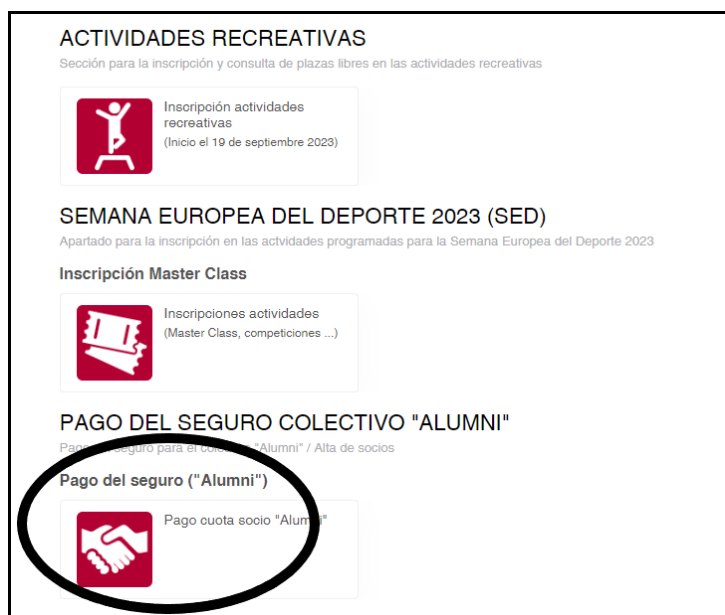 ACTIVIDADES RECREATIVAS
Sección para la inscripción y consulta de plazas libres en las actividades recreativas
Inscripción actividades
recreativas
(Inicio el 19 de septiembre 2023)
SEMANA EUROPEA DEL DEPORTE 2023 (SED)
Apartado para la inscripción en las actvidades programadas para la Semana Europea del Deporte 2023
Inscripción Master Class
Inscripciones actividades
(Master Class, competiciones ...)
PAGO DEL SEGURO COLECTIVO "ALUMNI"
Pago seguro para el "Alumni" / Alta de socios
Pago del seguro ("Alumni")
Pago cuota socio "Alumni"